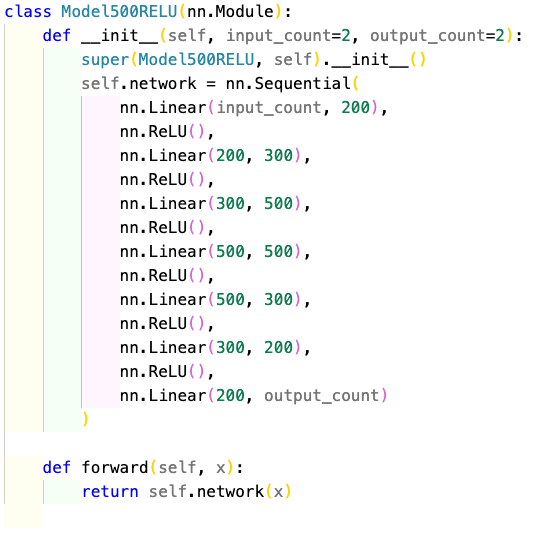 class Model500RELU(nn.Module):
    def __init__(self, input_count=2, output_count=2):
        super(Model500RELU, self).__init__()
        self.network = nn.Sequential(
            nn.Linear(input_count, 200),
            nn.ReLU(),
            nn.Linear(200, 300),
            nn.ReLU(),
            nn.Linear(300, 500),
            nn.ReLU(),
            nn.Linear(500, 500),
            nn.ReLU(),
            nn.Linear(500, 300),
            nn.ReLU(),
            nn.Linear(300, 200),
            nn.ReLU(),
            nn.Linear(200, output_count)
        )

    def forward(self, x):
        return self.network(x)